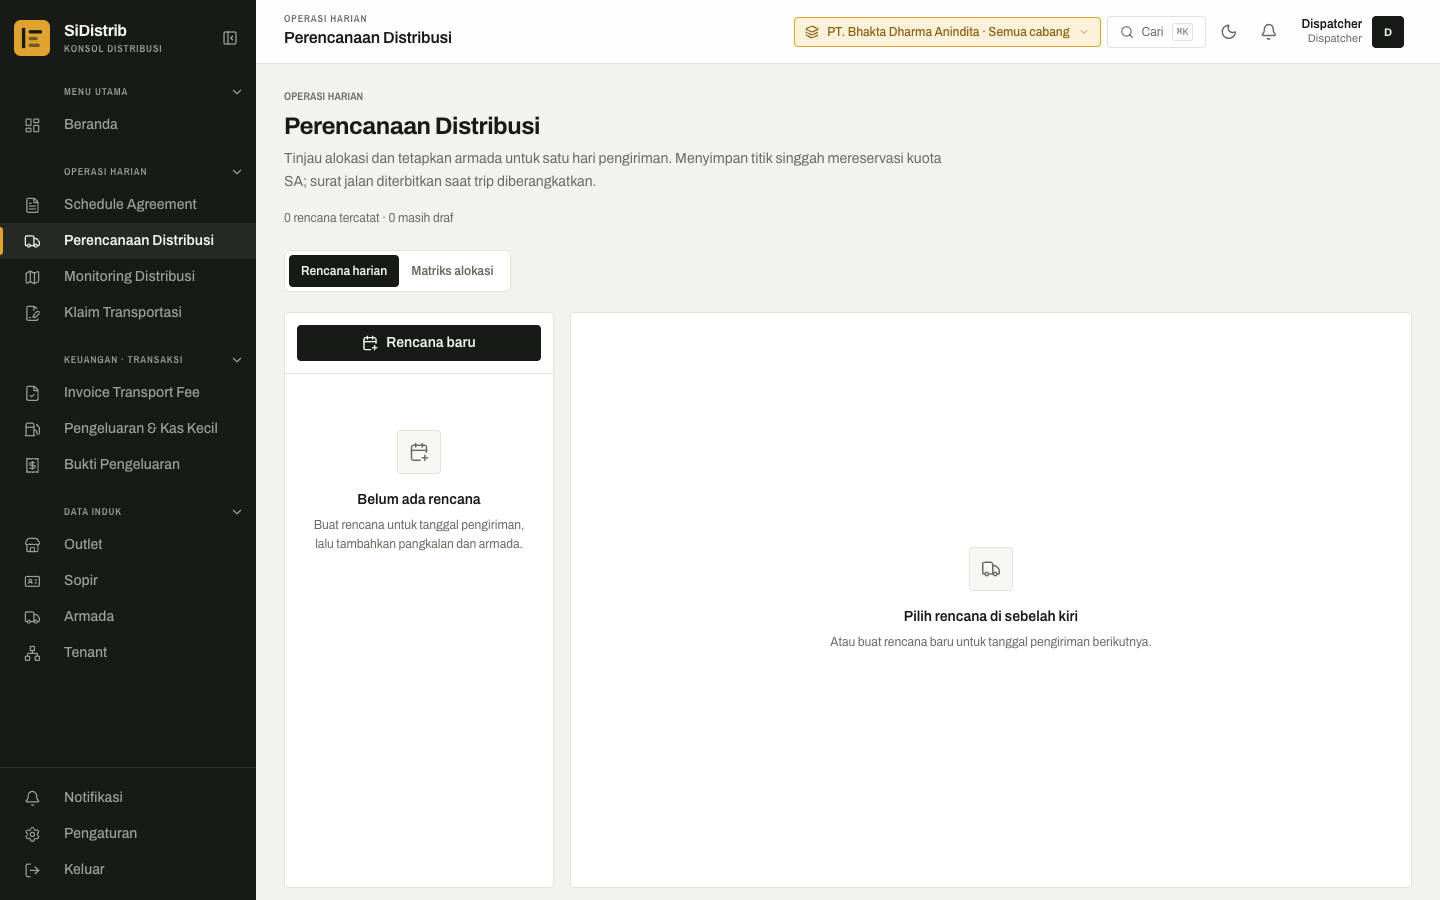 SiDistrib
KONSOL DISTRIBUSI
MENU UTAMA
Beranda
OPERASI HARIAN
Schedule Agreement
Perencanaan Distribusi
Monitoring Distribusi
Klaim Transportasi
KEUANGAN · TRANSAKSI
Invoice Transport Fee
Pengeluaran & Kas Kecil
Bukti Pengeluaran
DATA INDUK
Outlet
Sopir
Armada
Tenant
Notifikasi
Pengaturan
Keluar
OPERASI HARIAN
Perencanaan Distribusi
PT. Bhakta Dharma Anindita · Semua cabang
Cari ⌘K
Dispatcher
Dispatcher
D
OPERASI HARIAN
Perencanaan Distribusi
Tinjau alokasi dan tetapkan armada untuk satu hari pengiriman. Menyimpan titik singgah mereservasi kuota
SA; surat jalan diterbitkan saat trip diberangkatkan.
0 rencana tercatat · 0 masih draf
Rencana harian
Matriks alokasi
Rencana baru
Belum ada rencana
Buat rencana untuk tanggal pengiriman,
lalu tambahkan pangkalan dan armada.
Pilih rencana di sebelah kiri
Atau buat rencana baru untuk tanggal pengiriman berikutnya.